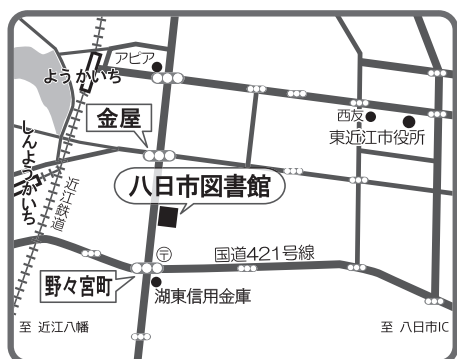 アピア
ようかいち
金屋
西友
東近江市役所
しんようかいち
近江鉄道
八日市図書館
〒
国道421号線
野々宮町
湖東信用金庫
至 近江八幡
至 八日市IC